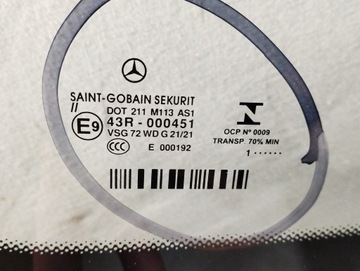 SAINT-GOBAIN SEKURIT
//
DOT 211 M113 AS1
E9
43R - 000451
VSG 72 WD G 21/21
CCC
E 000192
N
OCP Nº 0009
TRANSP 70% MIN
1 ······